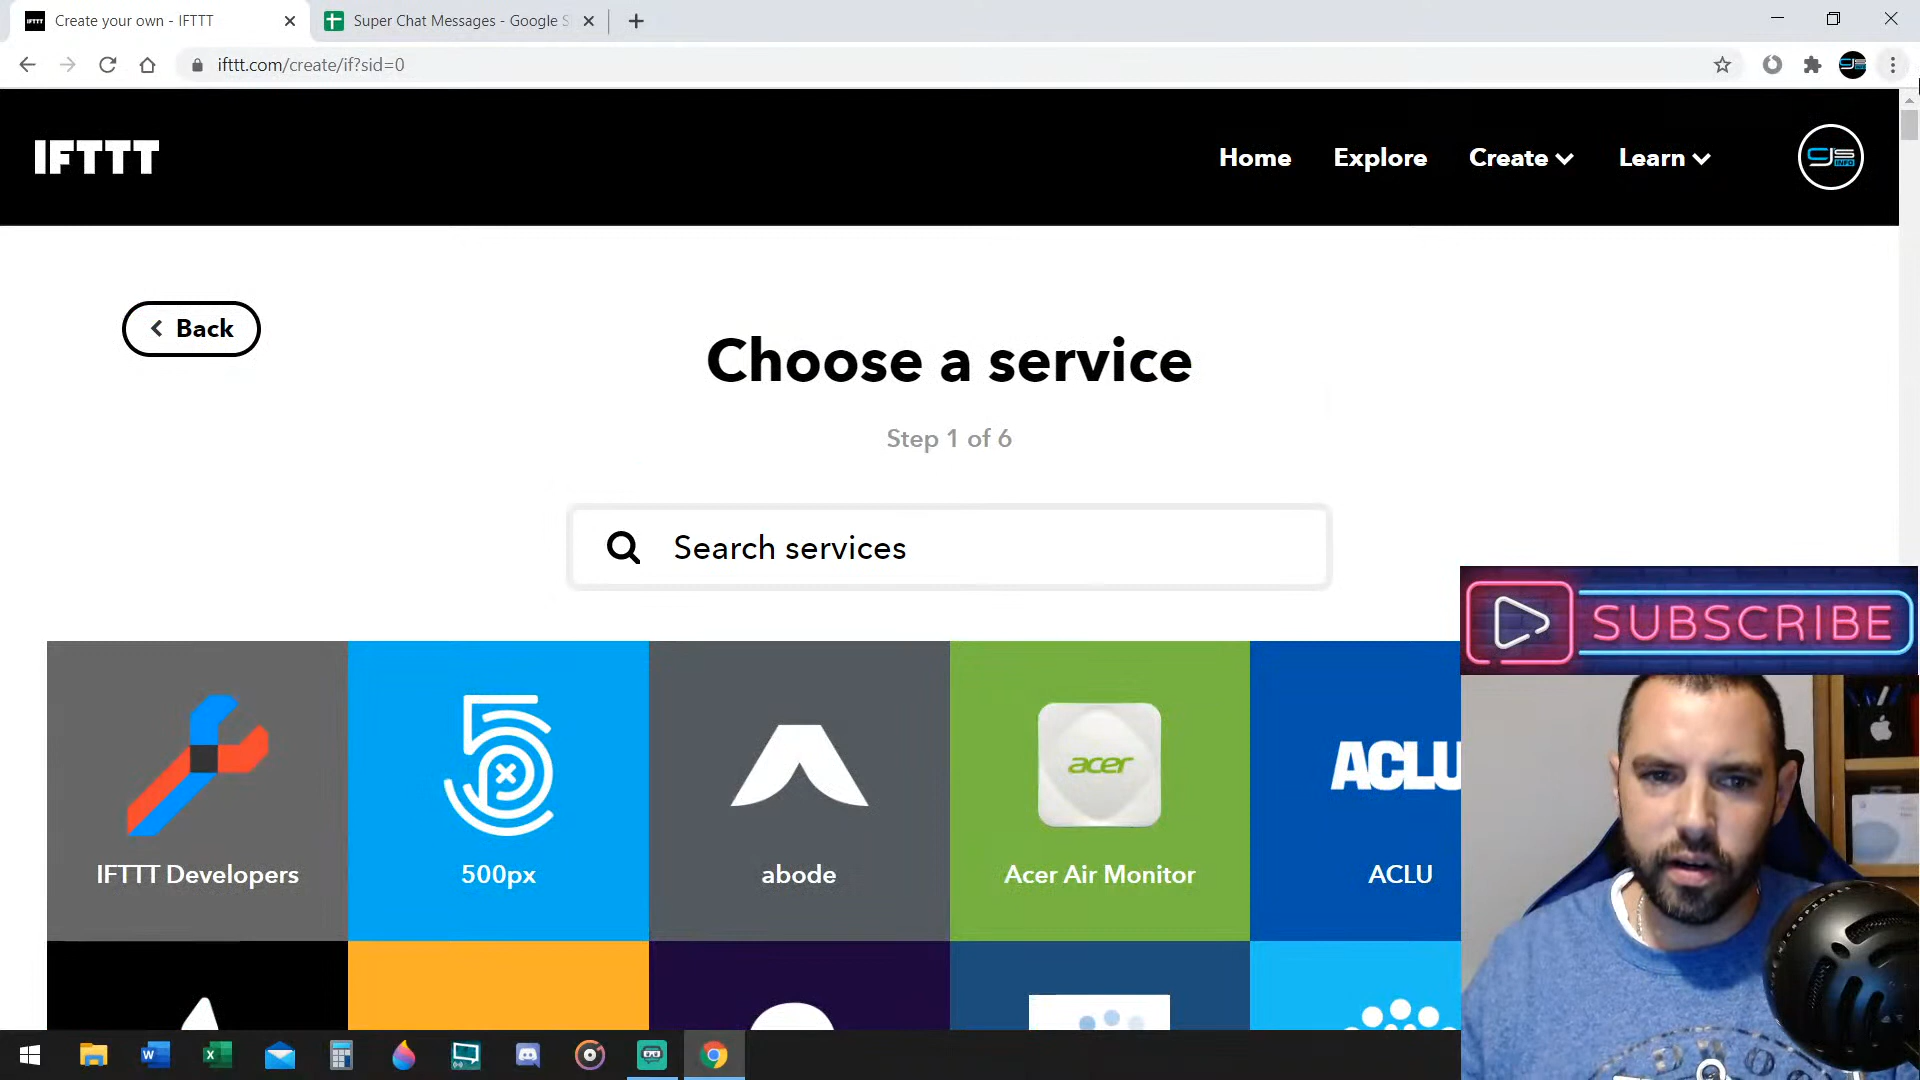 Create your own - IFTTT
Super Chat Messages - Google S
ifttt.com/create/if?sid=0
IFTTT
Home
Explore
Create
Learn
CJS
INFO
Back
Choose a service
Step 1 of 6
Search services
SUBSCRIBE
acer
ACLU
IFTTT Developers
500px
abode
Acer Air Monitor
ACLU